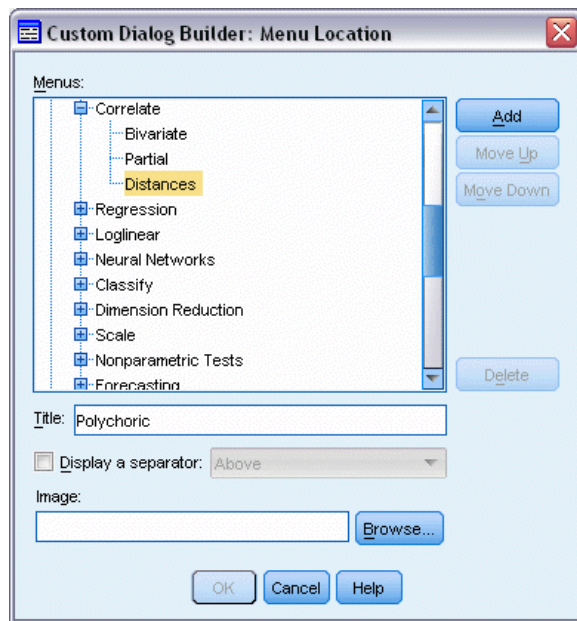 Custom Dialog Builder: Menu Location
Menus:
Correlate
Bivariate
Partial
Distances
Regression
Loglinear
Neural Networks
Classify
Dimension Reduction
Scale
Nonparametric Tests
Forecasting
Add
Move Up
Move Down
Delete
Title: Polychoric
Display a separator: Above
Image:
Browse...
OK Cancel Help